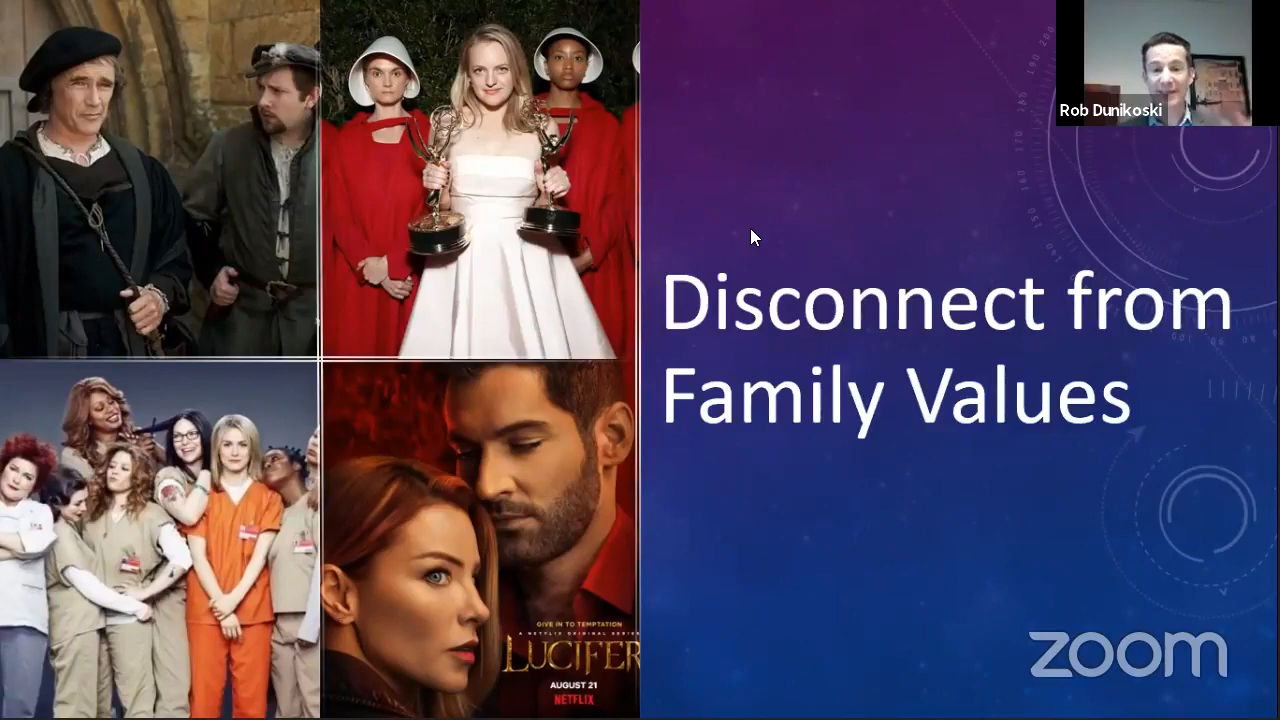 Rob Dunikoski
Disconnect from
Family Values
GIVE IN TO TEMPTATION
A NETFLIX ORIGINAL SERIES
LUCIFER
AUGUST 21
NETFLIX
zoom